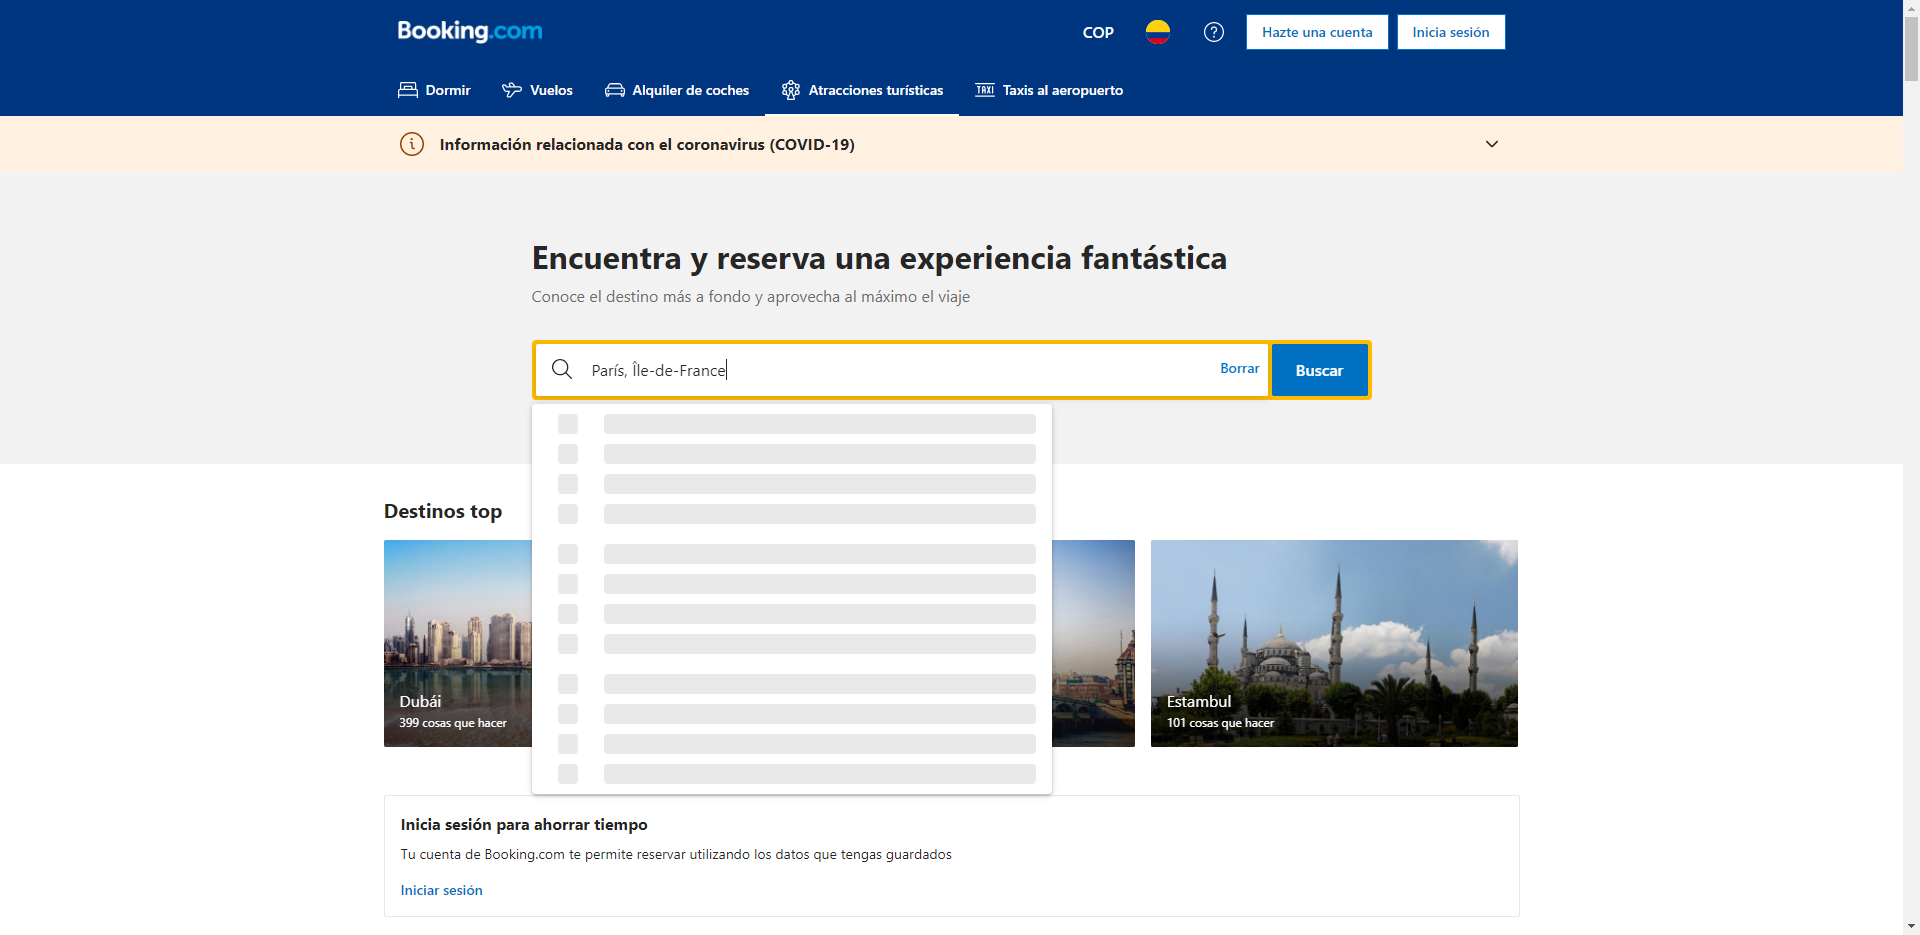 Booking.com
COP
Hazte una cuenta
Inicia sesión
Dormir
Vuelos
Alquiler de coches
Atracciones turísticas
TAXI
Taxis al aeropuerto
Información relacionada con el coronavirus (COVID-19)
Encuentra y reserva una experiencia fantástica
Conoce el destino más a fondo y aprovecha al máximo el viaje
París, Île-de-France
Borrar
Buscar
Destinos top
Dubái
399 cosas que hacer
Estambul
101 cosas que hacer
Inicia sesión para ahorrar tiempo
Tu cuenta de Booking.com te permite reservar utilizando los datos que tengas guardados
Iniciar sesión